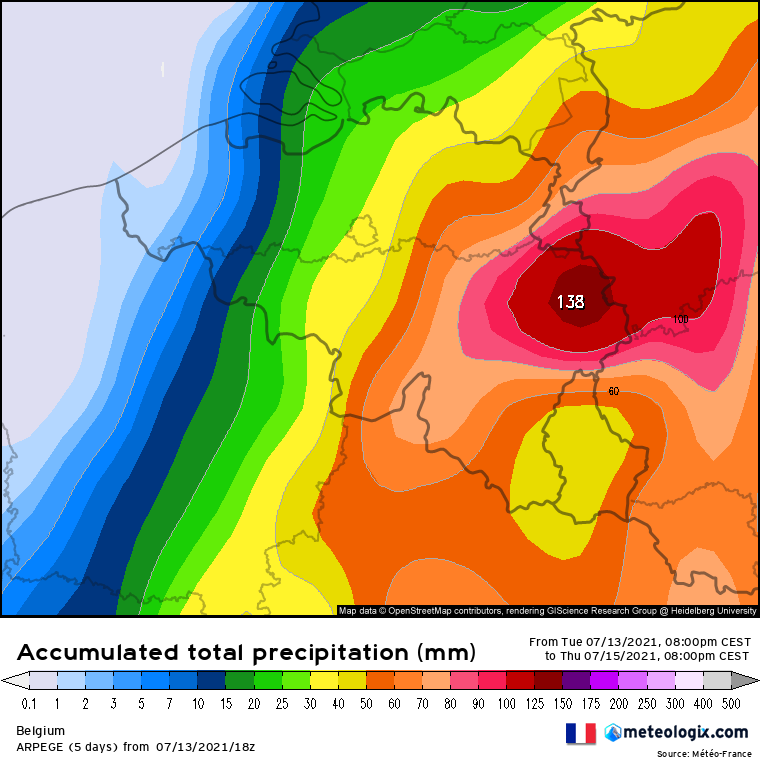 138
100
60
Map data © OpenStreetMap contributors, rendering GIScience Research Group @ Heidelberg University
Accumulated total precipitation (mm)
From Tue 07/13/2021, 08:00pm CEST
to Thu 07/15/2021, 08:00pm CEST
0.1 1 2 3 5 7 10 15 20 25 30 40 50 60 70 80 90 100 125 150 175 200 250 300 400 500
Belgium
ARPEGE (5 days) from 07/13/2021/18z
meteologix.com
Source: Météo-France